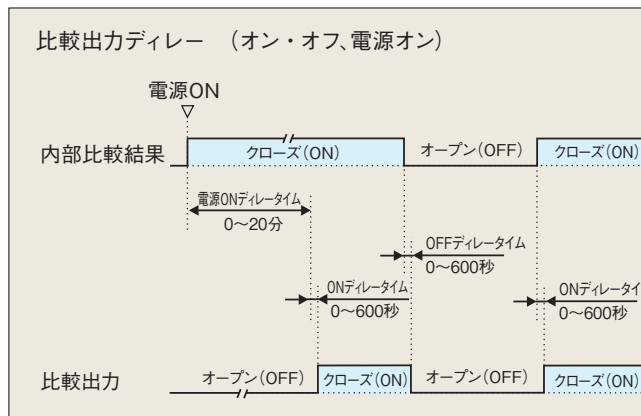 比較出力ディレー （オン・オフ、電源オン）
電源ON
内部比較結果
クローズ（ON）
オープン（OFF）
クローズ（ON）
電源ONディレータイム
0〜20分
OFFディレータイム
0〜600秒
ONディレータイム
0〜600秒
ONディレータイ
0〜600秒
比較出力
オープン（OFF）
クローズ（ON）
オープン（OFF）
クローズ（ON）